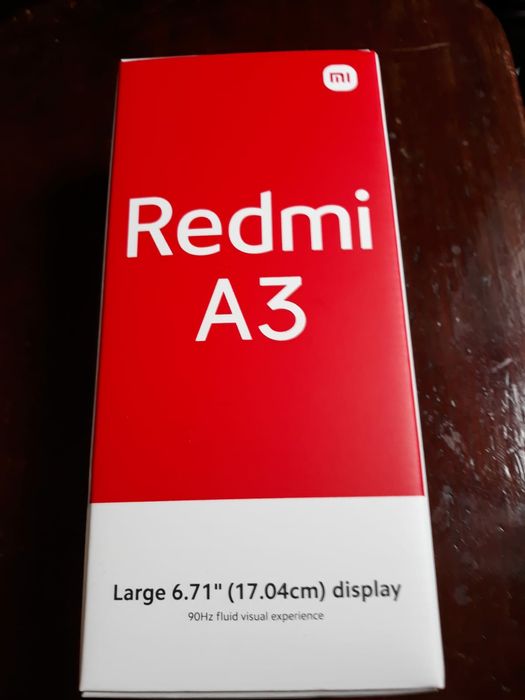 mi
Redmi
A3
Large 6.71" (17.04cm) display
90Hz fluid visual experience